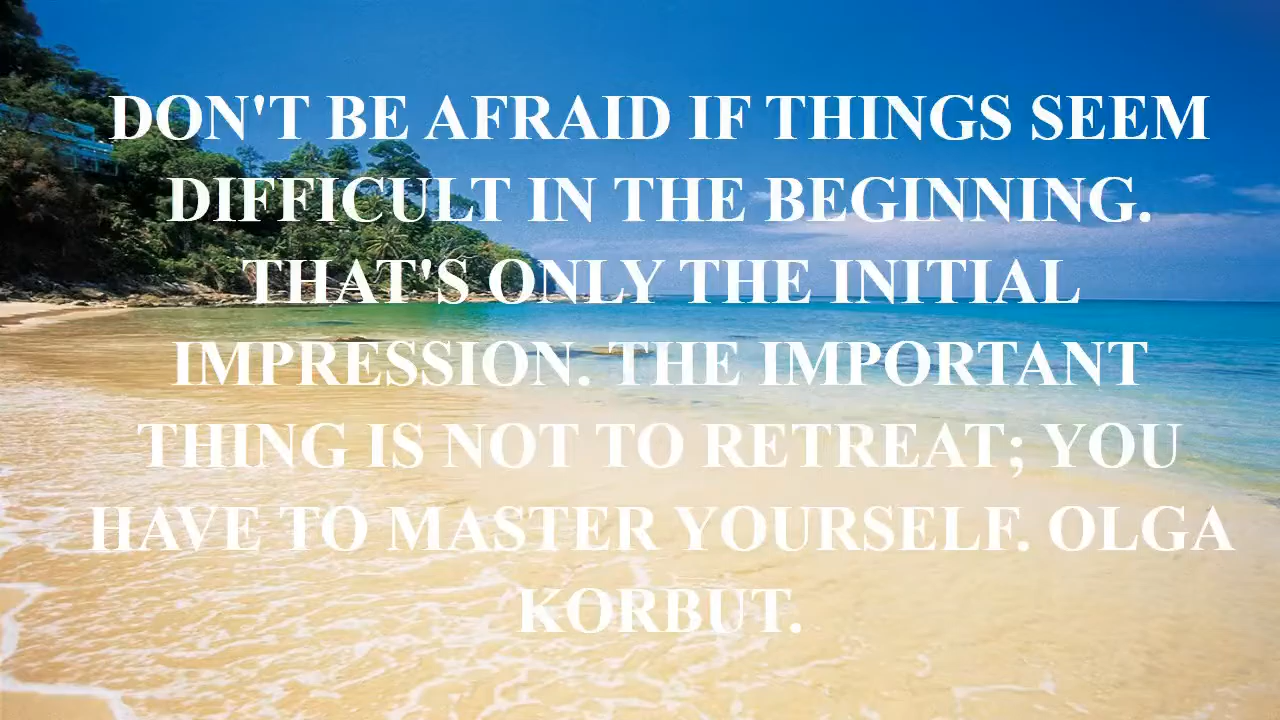 DON'T BE AFRAID IF THINGS SEEM
DIFFICULT IN THE BEGINNING.
THAT'S ONLY THE INITIAL
IMPRESSION. THE IMPORTANT
THING IS NOT TO RETREAT; YOU
HAVE TO MASTER YOURSELF. OLGA
KORBUT.